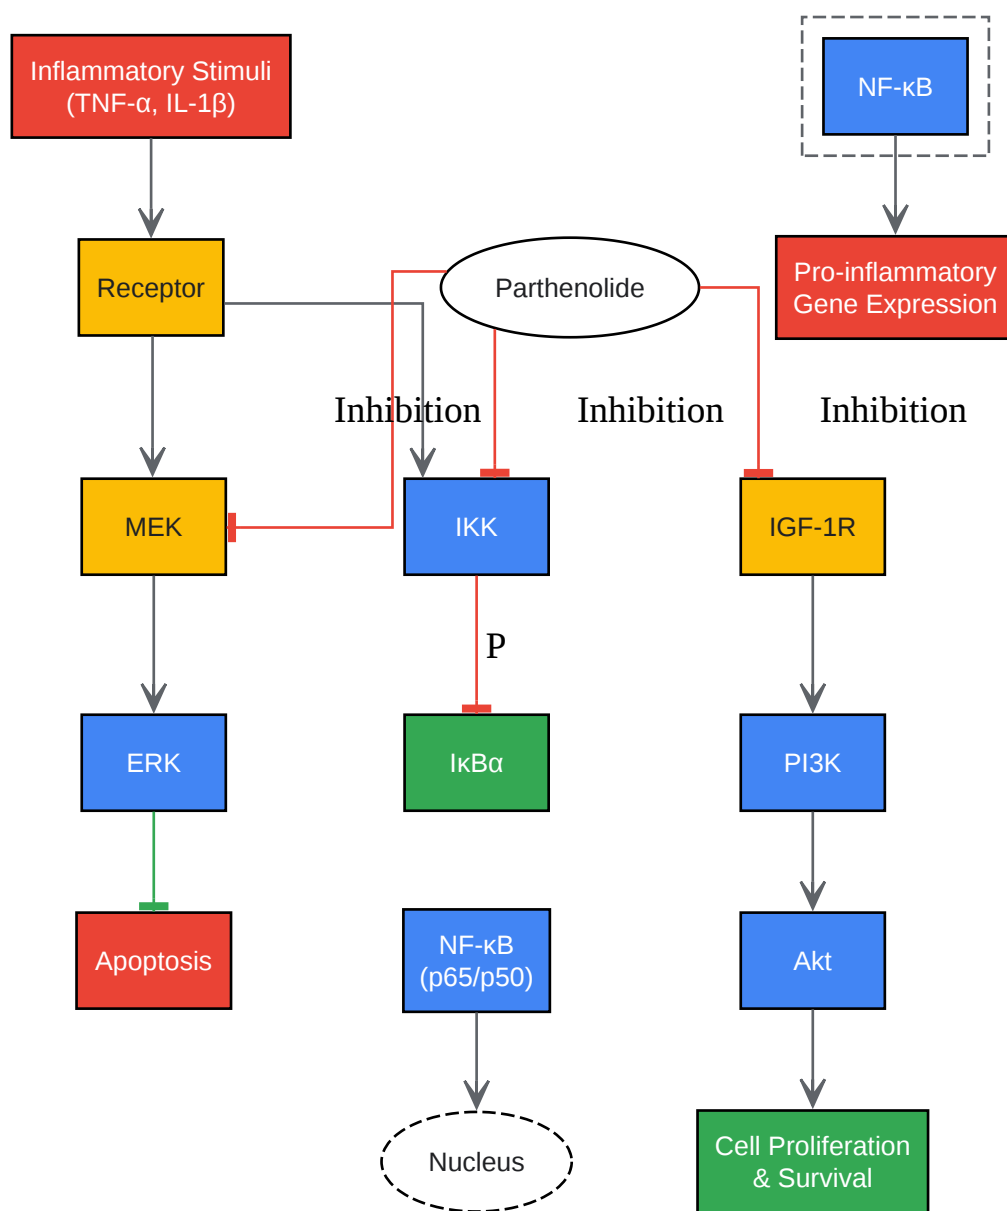 Inflammatory Stimuli
(TNF-α, IL-1β)
NF-κB
Receptor
Parthenolide
Pro-inflammatory
Gene Expression
Inhibition
Inhibition
Inhibition
MEK
IKK
IGF-1R
P
ERK
IκBα
PI3K
Apoptosis
NF-κB
(p65/p50)
Akt
Nucleus
Cell Proliferation
& Survival